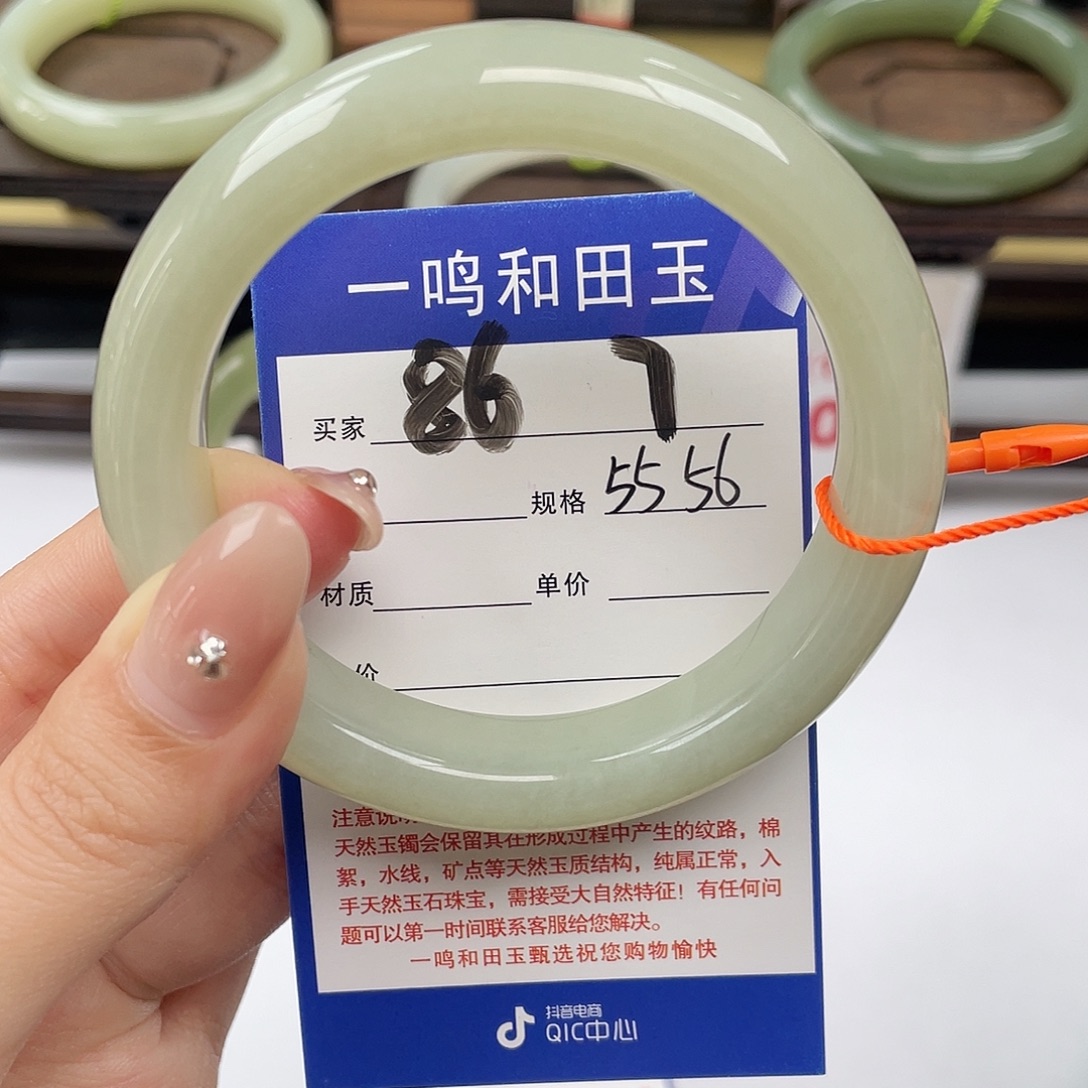 一鸣和田玉
买家 86 7
规格 55 56
材质 单价
价
注意说
天然玉镯会保留其在形成过程中产生的纹路，棉
絮，水线，矿点等天然玉质结构，纯属正常，入
手天然玉石珠宝，需接受大自然特征！有任何问
题可以第一时间联系客服给您解决。
一鸣和田玉甄选祝您购物愉快
抖音电商
QIC中心